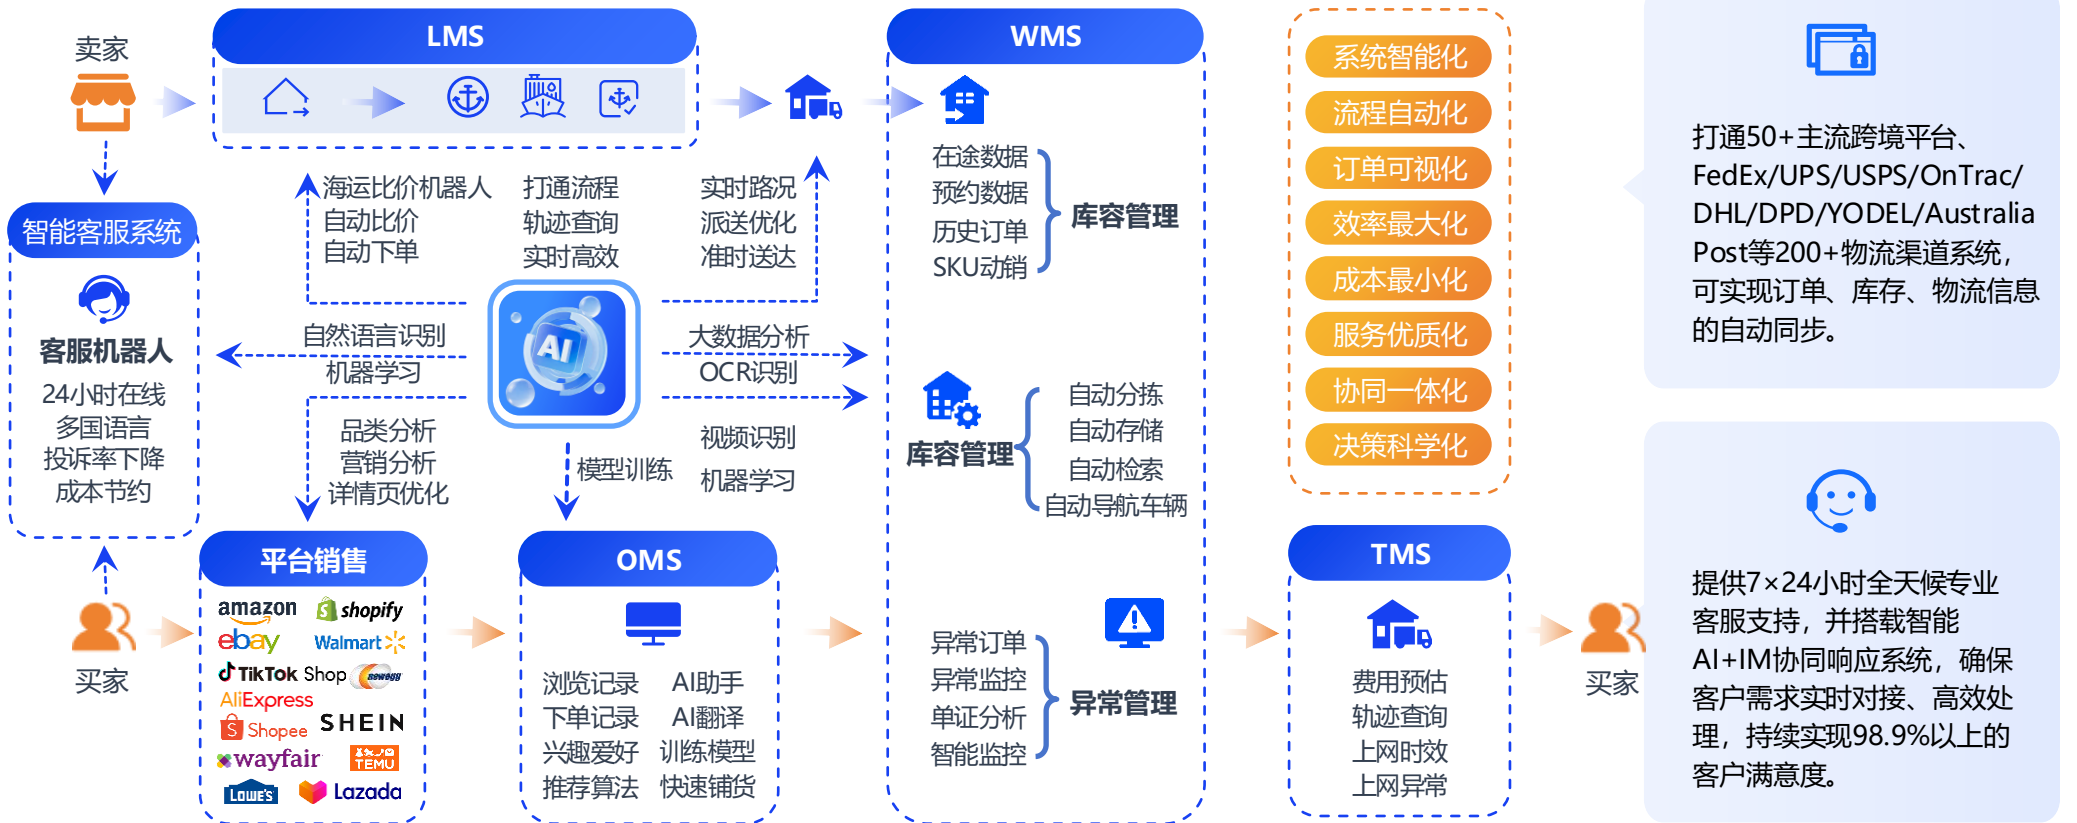 卖家
LMS
海运比价机器人
自动比价
自动下单
打通流程
轨迹查询
实时高效
实时路况
派送优化
准时送达
智能客服系统
客服机器人
24小时在线
多国语言
投诉率下降
成本节约
自然语言识别
机器学习
AI
大数据分析
OCR识别
品类分析
营销分析
详情页优化
模型训练
视频识别
机器学习
买家
平台销售
amazon
shopify
ebay
Walmart
TikTok Shop
newegg
AliExpress
Shopee
SHEIN
wayfair
TEMU
LOWE'S
Lazada
OMS
浏览记录
下单记录
兴趣爱好
推荐算法
AI助手
AI翻译
训练模型
快速铺货
WMS
在途数据
预约数据
历史订单
SKU动销
库容管理
库容管理
自动分拣
自动存储
自动检索
自动导航车辆
异常订单
异常监控
单证分析
智能监控
异常管理
系统智能化
流程自动化
订单可视化
效率最大化
成本最小化
服务优质化
协同一体化
决策科学化
TMS
费用预估
轨迹查询
上网时效
上网异常
买家
打通50+主流跨境平台、
FedEx/UPS/USPS/OnTrac/
DHL/DPD/YODEL/Australia
Post等200+物流渠道系统，
可实现订单、库存、物流信息
的自动同步。
提供7×24小时全天候专业
客服支持，并搭载智能
AI+IM协同响应系统，确保
客户需求实时对接、高效处
理，持续实现98.9%以上的
客户满意度。